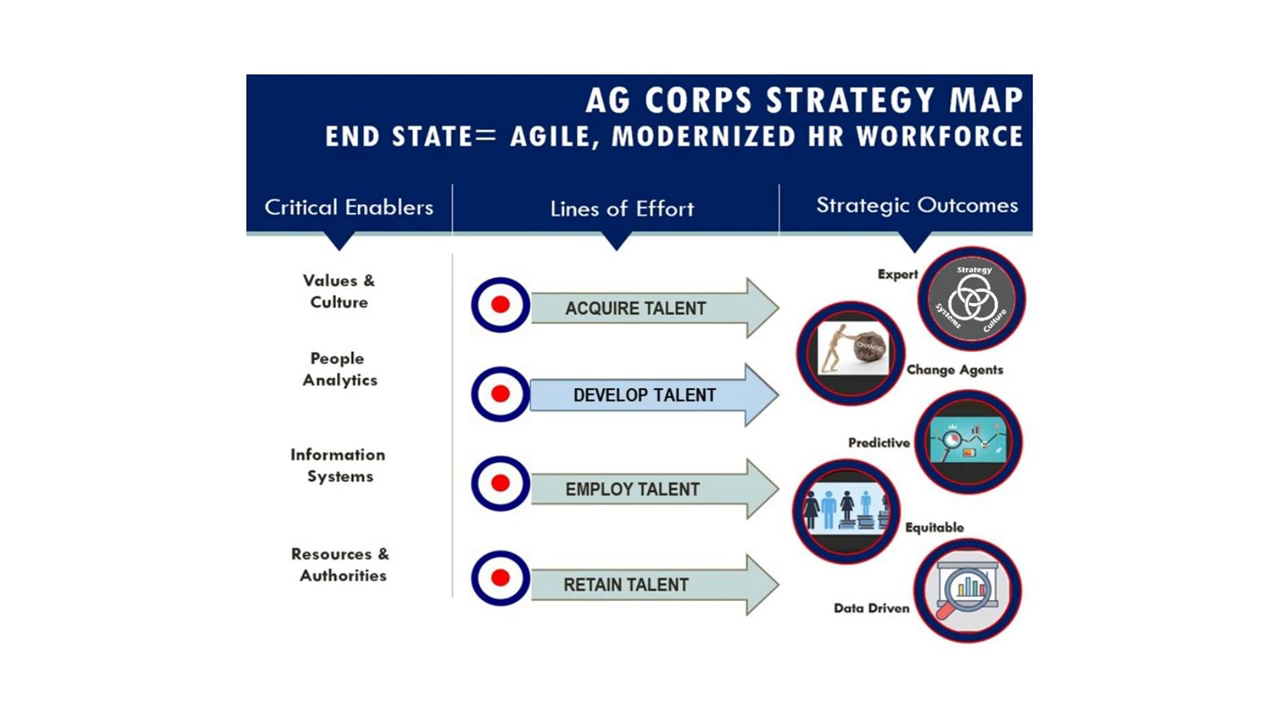 AG CORPS STRATEGY MAP
END STATE= AGILE, MODERNIZED HR WORKFORCE
Critical Enablers
Lines of Effort
Strategic Outcomes
Values &
Culture
People
Analytics
Information
Systems
Resources &
Authorities
ACQUIRE TALENT
DEVELOP TALENT
EMPLOY TALENT
RETAIN TALENT
Expert
Strategy
Systems
Culture
CHANGE
Change Agents
Predictive
Equitable
Data Driven